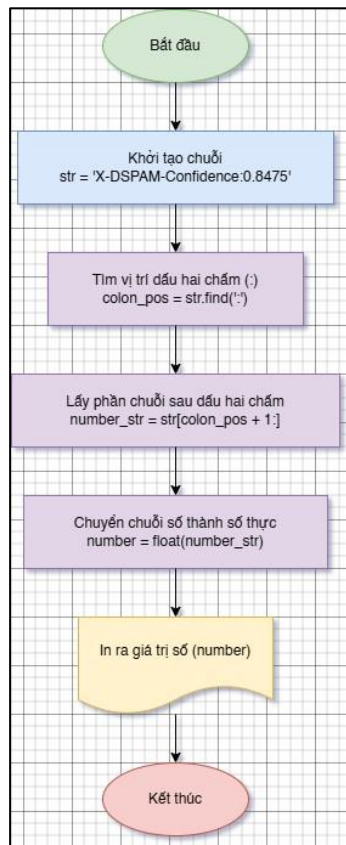 Bắt đầu
Khởi tạo chuỗi
str = 'X-DSPAM-Confidence:0.8475'
Tìm vị trí dấu hai chấm (:)
colon_pos = str.find(':')
Lấy phần chuỗi sau dấu hai chấm
number_str = str[colon_pos + 1:]
Chuyển chuỗi số thành số thực
number = float(number_str)
In ra giá trị số (number)
Kết thúc